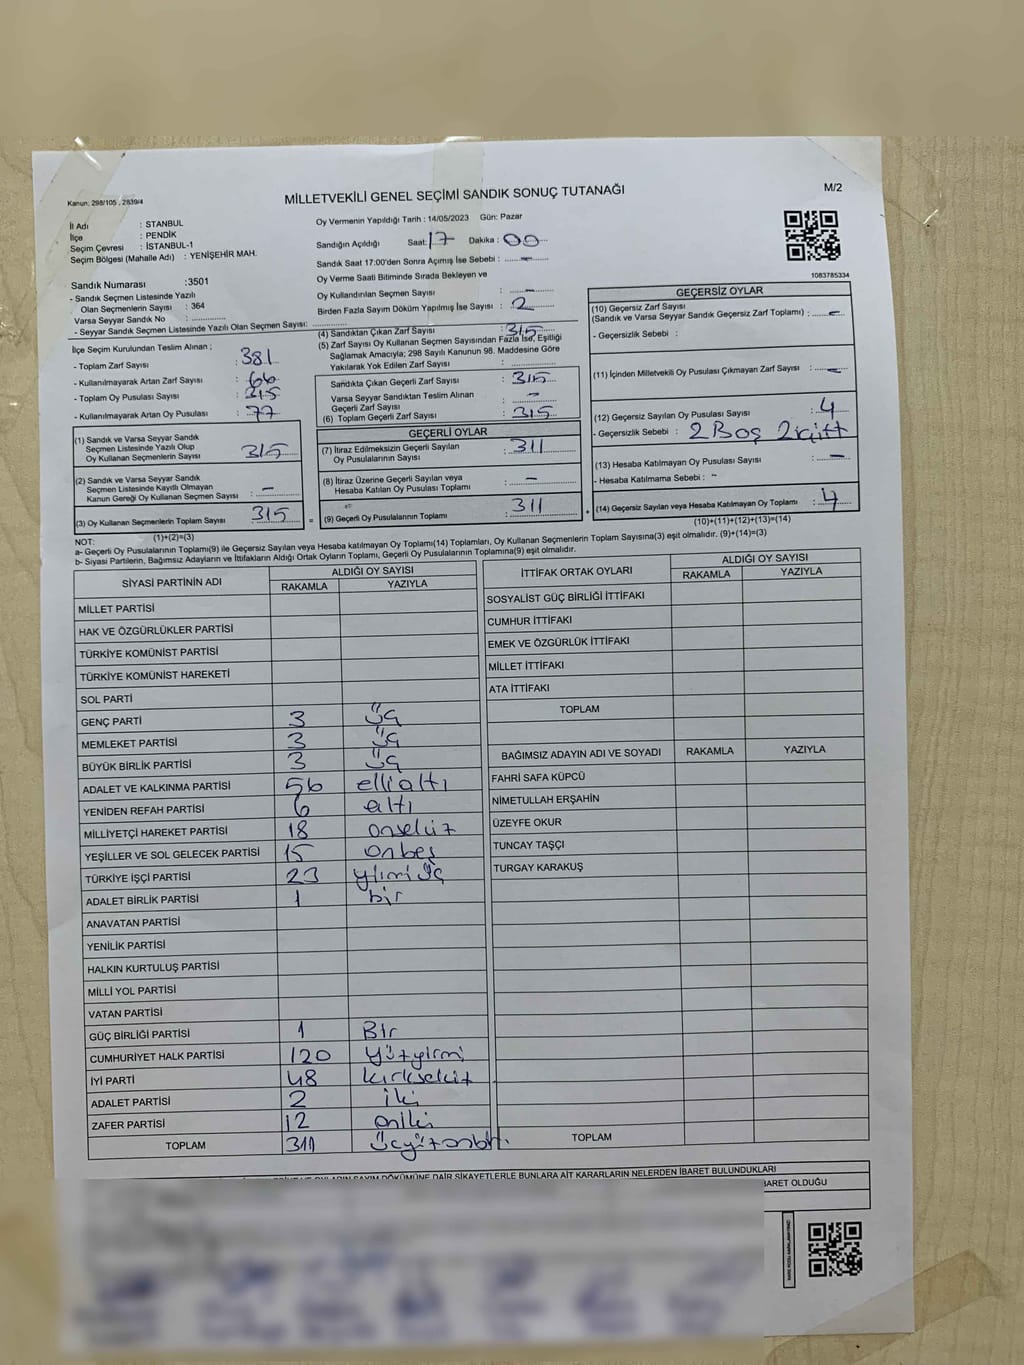 Kanun: 298/105 , 2839/4
MİLLETVEKİLİ GENEL SEÇİMİ SANDIK SONUÇ TUTANAĞI
M/2
İl Adı : STANBUL
İlçe : PENDİK
Seçim Çevresi : İSTANBUL-1
Seçim Bölgesi (Mahalle Adı) : YENİŞEHİR MAH.
Sandık Numarası :3501
- Sandık Seçmen Listesinde Yazılı
Olan Seçmenlerin Sayısı : 364
Varsa Seyyar Sandık No :
- Seyyar Sandık Seçmen Listesinde Yazılı Olan Seçmen Sayısı:
Oy Vermenin Yapıldığı Tarih : 14/05/2023 Gün: Pazar
Sandığın Açıldığı Saat: 17 Dakika : 00
Sandık Saat 17:00'den Sonra Açımış İse Sebebi : -
Oy Verme Saati Bitiminde Sırada Bekleyen ve
Oy Kullandırılan Seçmen Sayısı : -
Birden Fazla Sayım Döküm Yapılmış İse Sayısı : 2
1083785334
İlçe Seçim Kurulundan Teslim Alınan ;
- Toplam Zarf Sayısı : 381
- Kullanılmayarak Artan Zarf Sayısı : 66
- Toplam Oy Pusulası Sayısı : 315
- Kullanılmayarak Artan Oy Pusulası : 77
(1) Sandık ve Varsa Seyyar Sandık
Seçmen Listesinde Yazılı Olup
Oy Kullanan Seçmenlerin Sayısı : 315
(2) Sandık ve Varsa Seyyar Sandık
Seçmen Listesinde Kayıtlı Olmayan
Kanun Gereği Oy Kullanan Seçmen Sayısı : -
(3) Oy Kullanan Seçmenlerin Toplam Sayısı : 315
(1)+(2)=(3)
(4) Sandıktan Çıkan Zarf Sayısı : 315
(5) Zarf Sayısı Oy Kullanan Seçmen Sayısından Fazla İse, Eşitliği
Sağlamak Amacıyla; 298 Sayılı Kanunun 98. Maddesine Göre
Yakılarak Yok Edilen Zarf Sayısı :
Sandıkta Çıkan Geçerli Zarf Sayısı : 315
Varsa Seyyar Sandıktan Teslim Alınan
Geçerli Zarf Sayısı : -
(6) Toplam Geçerli Zarf Sayısı : 315
GEÇERLİ OYLAR
(7) İtiraz Edilmeksizin Geçerli Sayılan
Oy Pusulalarının Sayısı : 311
(8) İtiraz Üzerine Geçerli Sayılan veya
Hesaba Katılan Oy Pusulası Toplamı : -
= (9) Geçerli Oy Pusulalarının Toplamı : 311
GEÇERSİZ OYLAR
(10) Geçersiz Zarf Sayısı
(Sandık ve Varsa Seyyar Sandık Geçersiz Zarf Toplamı) : -
- Geçersizlik Sebebi :
(11) İçinden Milletvekili Oy Pusulası Çıkmayan Zarf Sayısı : -
(12) Geçersiz Sayılan Oy Pusulası Sayısı : 4
- Geçersizlik Sebebi : 2 Boş 2 çift
(13) Hesaba Katılmayan Oy Pusulası Sayısı : -
- Hesaba Katılmama Sebebi : -
+ (14) Geçersiz Sayılan veya Hesaba Katılmayan Oy Toplamı : 4
(10)+(11)+(12)+(13)=(14)
NOT:
a- Geçerli Oy Pusulalarının Toplamı(9) ile Geçersiz Sayılan veya Hesaba Katılmayan Oy Toplamı(14) Toplamları, Oy Kullanan Seçmenlerin Toplam Sayısına(3) eşit olmalıdır. (9)+(14)=(3)
b- Siyasi Partilerin, Bağımsız Adayların ve İttifakların Aldığı Ortak Oyların Toplamı, Geçerli Oy Pusulalarının Toplamına(9) eşit olmalıdır.
SİYASİ PARTİNİN ADI ALDIĞI OY SAYISI
RAKAMLA YAZIYLA
MİLLET PARTİSİ
HAK VE ÖZGÜRLÜKLER PARTİSİ
TÜRKİYE KOMÜNİST PARTİSİ
TÜRKİYE KOMÜNİST HAREKETİ
SOL PARTİ
GENÇ PARTİ 3 üç
MEMLEKET PARTİSİ 3 üç
BÜYÜK BİRLİK PARTİSİ 3 üç
ADALET VE KALKINMA PARTİSİ 56 elli altı
YENİDEN REFAH PARTİSİ 6 altı
MİLLİYETÇİ HAREKET PARTİSİ 18 onsekiz
YEŞİLLER VE SOL GELECEK PARTİSİ 15 onbeş
TÜRKİYE İŞÇİ PARTİSİ 23 yiimi üç
ADALET BİRLİK PARTİSİ 1 bir
ANAVATAN PARTİSİ
YENİLİK PARTİSİ
HALKIN KURTULUŞ PARTİSİ
MİLLİ YOL PARTİSİ
VATAN PARTİSİ
GÜÇ BİRLİĞİ PARTİSİ 1 Bir
CUMHURİYET HALK PARTİSİ 120 yüzyirmi
İYİ PARTİ 48 kırksekiz
ADALET PARTİSİ 2 iki
ZAFER PARTİSİ 12 oniki
TOPLAM 311 üçyüzonbir
İTTİFAK ORTAK OYLARI ALDIĞI OY SAYISI
RAKAMLA YAZIYLA
SOSYALİST GÜÇ BİRLİĞİ İTTİFAKI
CUMHUR İTTİFAKI
EMEK VE ÖZGÜRLÜK İTTİFAKI
MİLLET İTTİFAKI
ATA İTTİFAKI
TOPLAM
BAĞIMSIZ ADAYIN ADI VE SOYADI RAKAMLA YAZIYLA
FAHRİ SAFA KÜPCÜ
NİMETULLAH ERŞAHİN
ÜZEYFE OKUR
TUNCAY TAŞÇI
TURGAY KARAKUŞ
TOPLAM
SAYIM DÖKÜMÜNE DAİR ŞİKAYETLERLE BUNLARA AİT KARARLARIN NELERDEN İBARET BULUNDUKLARI
BARET OLDUĞU